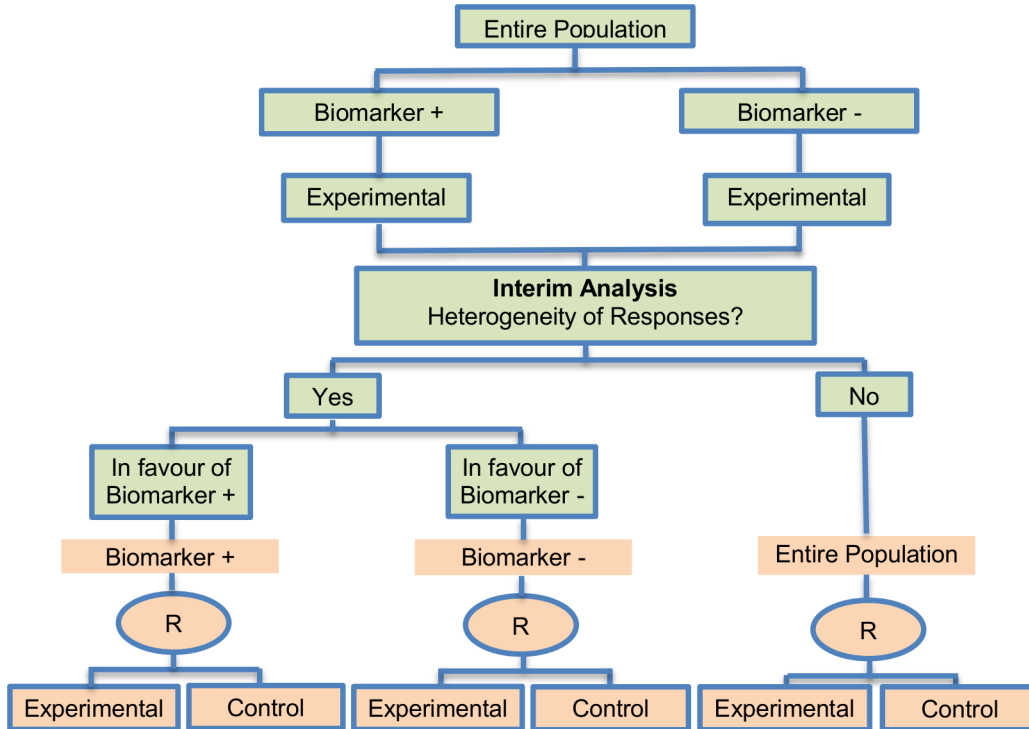 Entire Population
Biomarker +
Biomarker -
Experimental
Experimental
Interim Analysis
Heterogeneity of Responses?
Yes
No
In favour of
Biomarker +
In favour of
Biomarker -
Biomarker +
Biomarker -
Entire Population
R
R
R
Experimental
Control
Experimental
Control
Experimental
Control